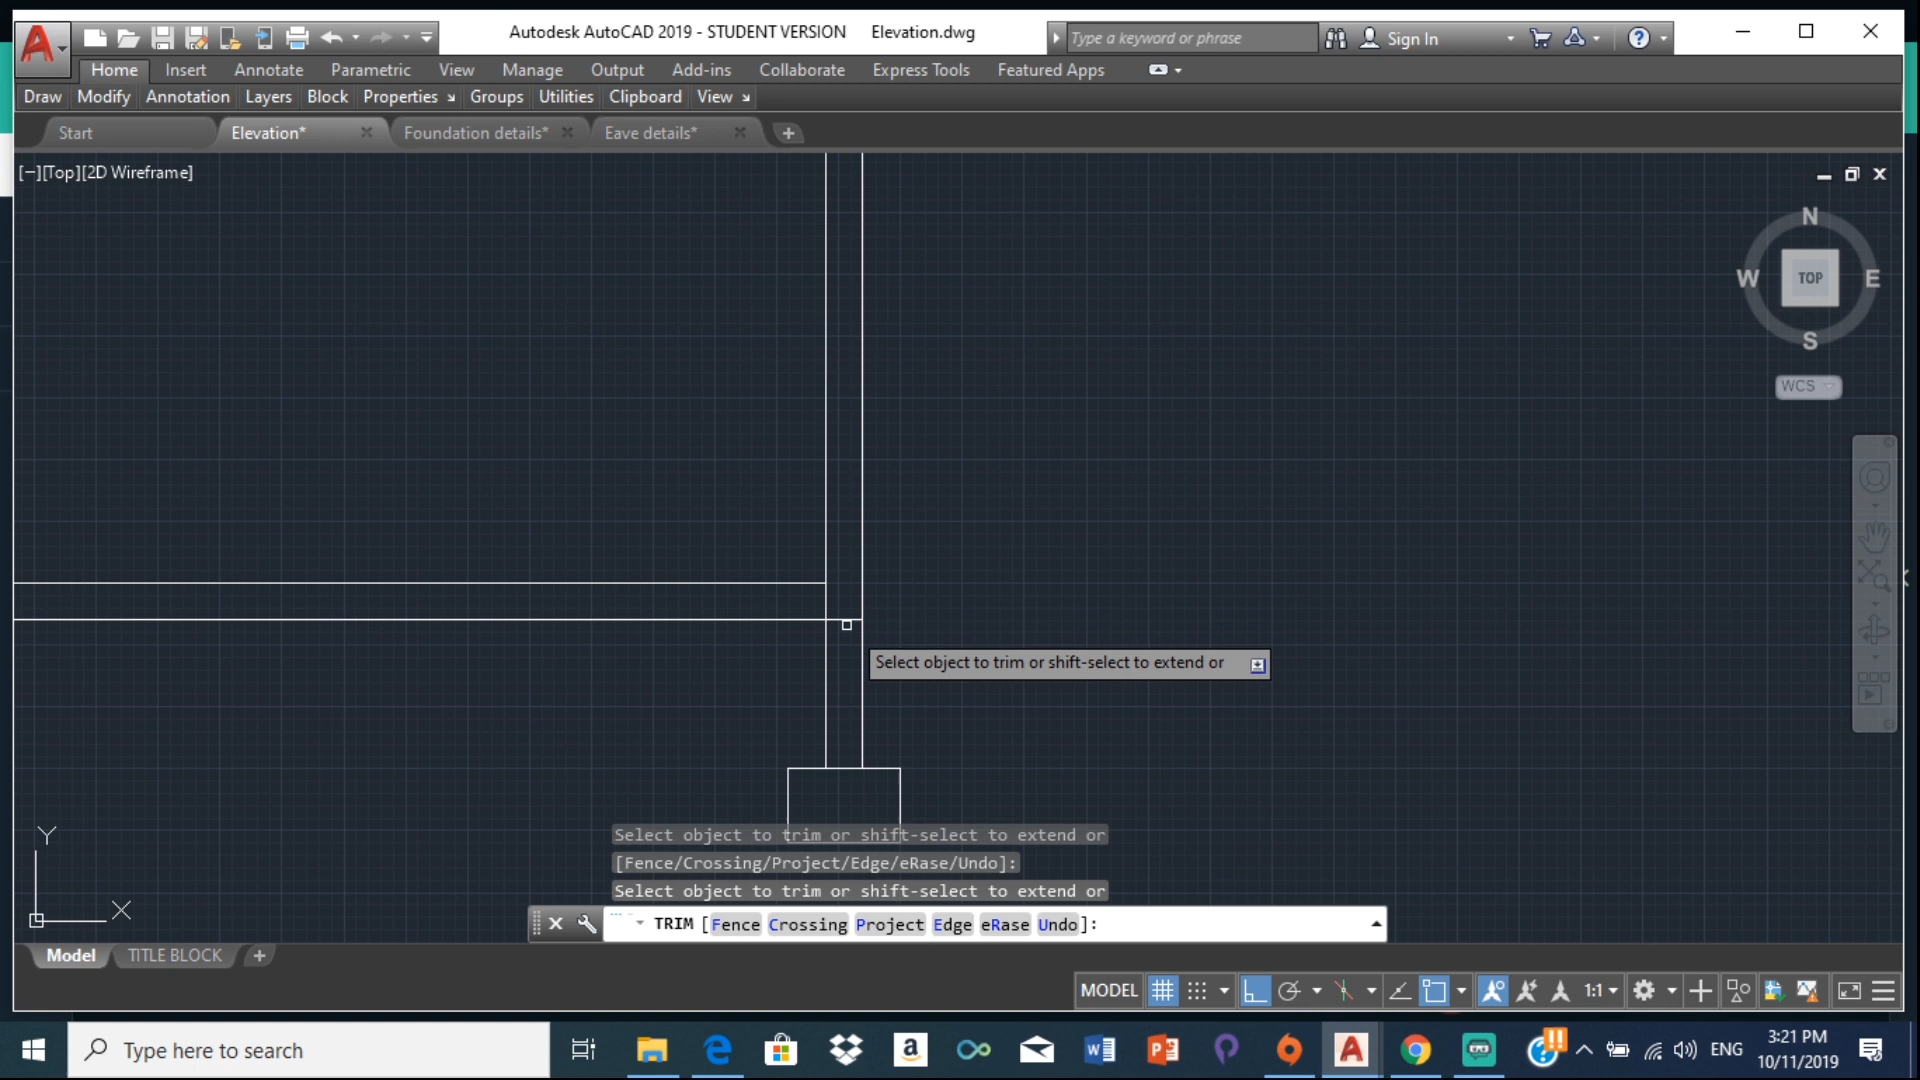 Autodesk AutoCAD 2019 - STUDENT VERSION Elevation.dwg
Type a keyword or phrase
Sign In
Home Insert Annotate Parametric View Manage Output Add-ins Collaborate Express Tools Featured Apps
Draw Modify Annotation Layers Block Properties Groups Utilities Clipboard View
Start Elevation* Foundation details* Eave details*
[−][Top][2D Wireframe]
N
W TOP E
S
WCS
Select object to trim or shift-select to extend or
Y
X
Select object to trim or shift-select to extend or
[Fence/Crossing/Project/Edge/eRase/Undo]:
Select object to trim or shift-select to extend or
TRIM [Fence Crossing Project Edge eRase Undo]:
Model TITLE BLOCK
MODEL 1:1
Type here to search
ENG
3:21 PM
10/11/2019